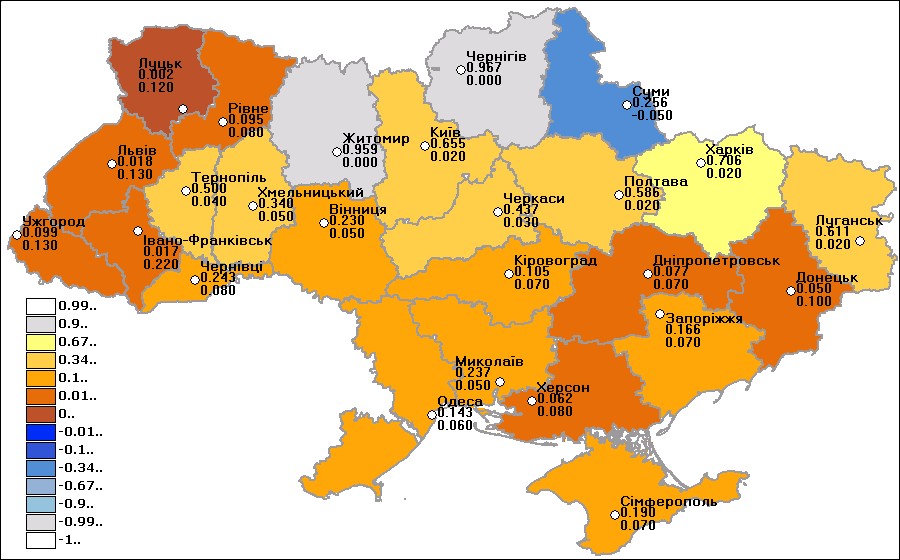 Луцьк
0.002
0.120
Рівне
0.095
0.080
Житомир
0.959
0.000
Київ
0.655
0.020
Чернігів
0.967
0.000
Суми
0.256
-0.050
Львів
0.018
0.130
Тернопіль
0.500
0.040
Хмельницький
0.340
0.050
Вінниця
0.230
0.050
Черкаси
0.437
0.030
Полтава
0.586
0.020
Харків
0.706
0.020
Луганськ
0.611
0.020
Ужгород
0.099
0.130
Івано-Франківськ
0.017
0.220
Чернівці
0.243
0.080
Кіровоград
0.105
0.070
Дніпропетровськ
0.077
0.070
Донецьк
0.050
0.100
Запоріжжя
0.166
0.070
Миколаїв
0.237
0.050
Херсон
0.062
0.080
Одеса
0.143
0.060
Сімферополь
0.190
0.070
0.99..
0.9..
0.67..
0.34..
0.1..
0.01..
0..
-0.01..
-0.1..
-0.34..
-0.67..
-0.9..
-0.99..
-1..